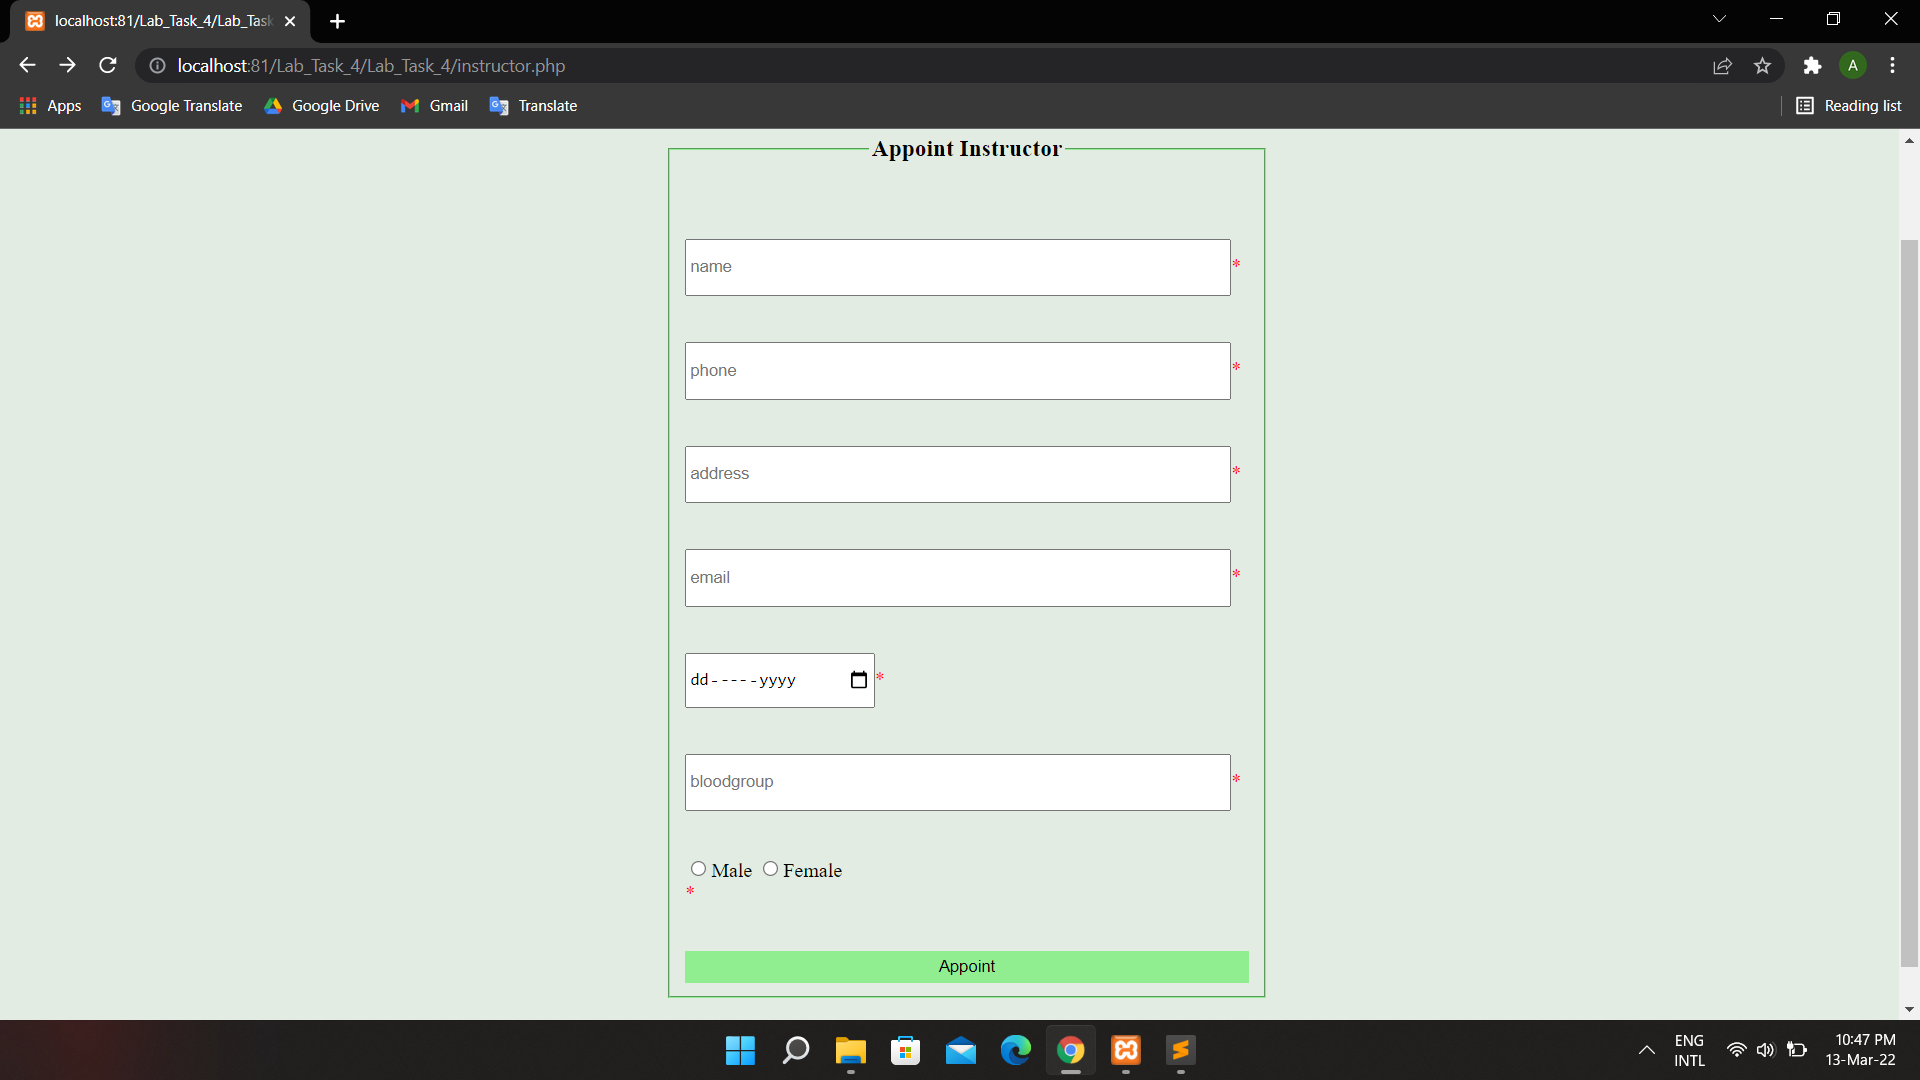 localhost:81/Lab_Task_4/Lab_Task
localhost:81/Lab_Task_4/Lab_Task_4/instructor.php
A
Apps
Google Translate
Google Drive
Gmail
Translate
Reading list
Appoint Instructor
name
*
phone
*
address
*
email
*
dd-----yyyy
*
bloodgroup
*
Male
Female
*
Appoint
ENG
INTL
10:47 PM
13-Mar-22